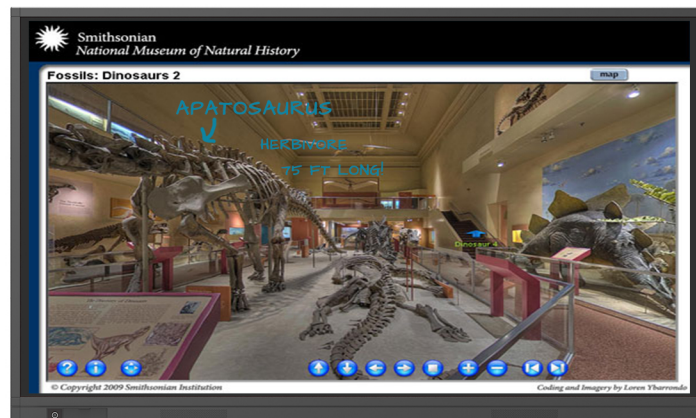 Smithsonian
National Museum of Natural History
Fossils: Dinosaurs 2
map
APATOSAURUS
HERBIVORE
75 FT LONG!
Dinosaur 4
© Copyright 2009 Smithsonian Institution
Coding and Imagery by Loren Ybarrondo